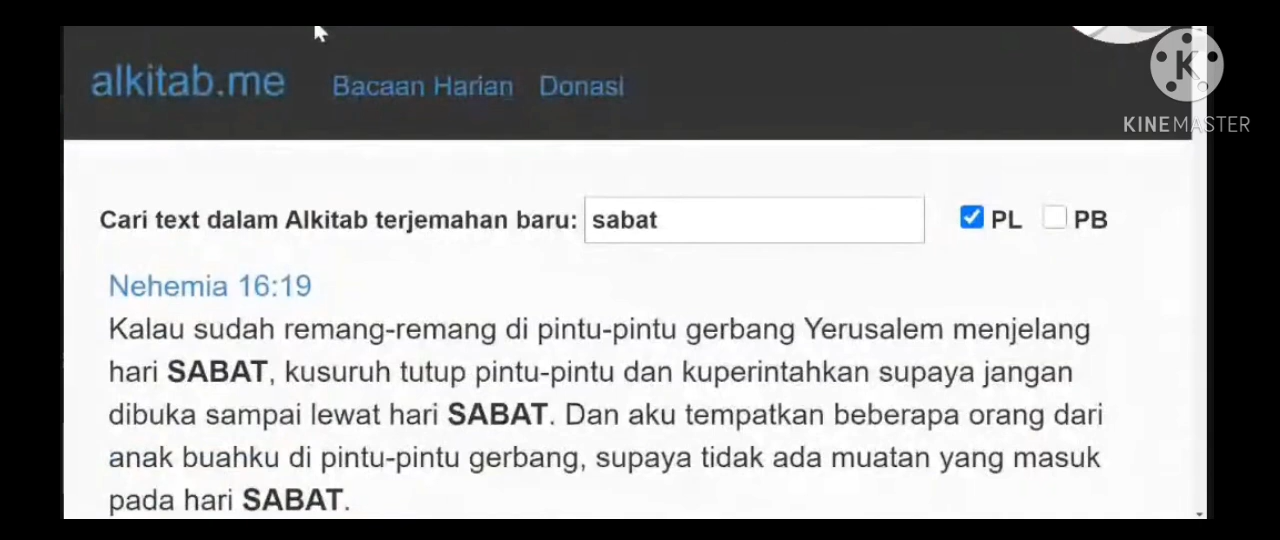 alkitab.me Bacaan Harian Donasi
K
KINEMASTER
Cari text dalam Alkitab terjemahan baru: sabat PL PB
Nehemia 16:19
Kalau sudah remang-remang di pintu-pintu gerbang Yerusalem menjelang
hari SABAT, kusuruh tutup pintu-pintu dan kuperintahkan supaya jangan
dibuka sampai lewat hari SABAT. Dan aku tempatkan beberapa orang dari
anak buahku di pintu-pintu gerbang, supaya tidak ada muatan yang masuk
pada hari SABAT.